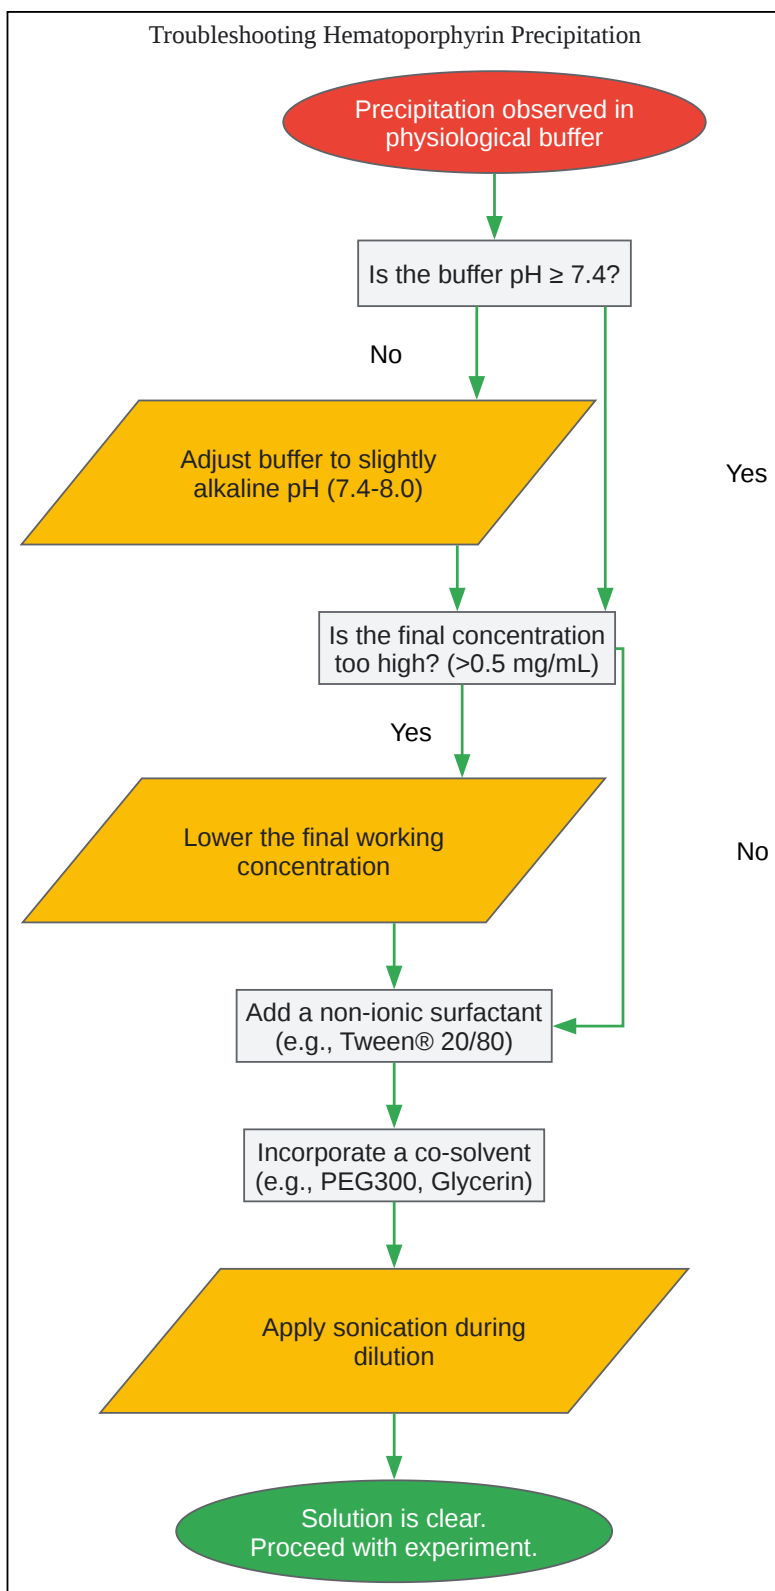 Troubleshooting Hematoporphyrin Precipitation
Precipitation observed in
physiological buffer
Is the buffer pH ≥ 7.4?
No
Adjust buffer to slightly
alkaline pH (7.4-8.0)
Yes
Is the final concentration
too high? (>0.5 mg/mL)
Yes
Lower the final working
concentration
No
Add a non-ionic surfactant
(e.g., Tween® 20/80)
Incorporate a co-solvent
(e.g., PEG300, Glycerin)
Apply sonication during
dilution
Solution is clear.
Proceed with experiment.